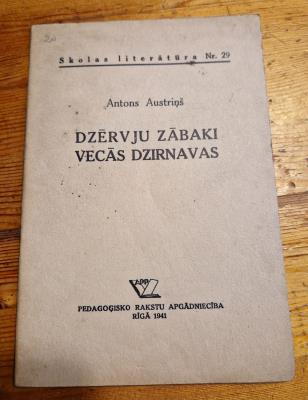 Skolas literātūra Nr. 29
Antons Austriņš
DZĒRVJU ZĀBAKI
VECĀS DZIRNAVAS
PEDAGOĢISKO RAKSTU APGĀDNIECĪBA
RĪGĀ 1941